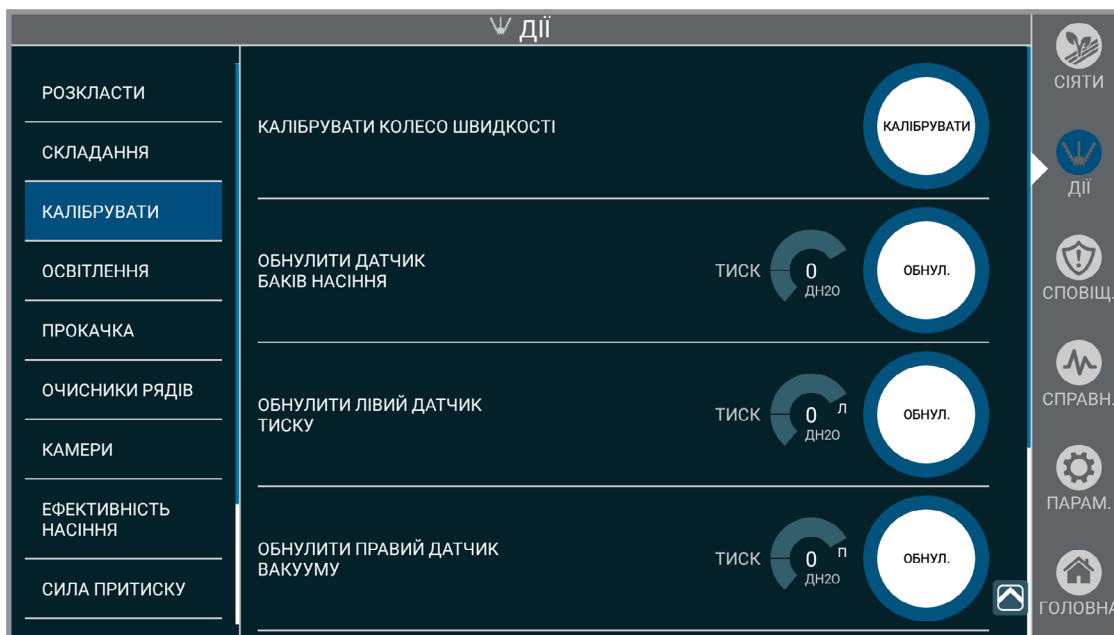 ДІЇ
РОЗКЛАСТИ
СКЛАДАННЯ
КАЛІБРУВАТИ
ОСВІТЛЕННЯ
ПРОКАЧКА
ОЧИСНИКИ РЯДІВ
КАМЕРИ
ЕФЕКТИВНІСТЬ
НАСІННЯ
СИЛА ПРИТИСКУ
КАЛІБРУВАТИ КОЛЕСО ШВИДКОСТІ
КАЛІБРУВАТИ
ОБНУЛИТИ ДАТЧИК
БАКІВ НАСІННЯ
ТИСК
0
ДН2О
ОБНУЛ.
ОБНУЛИТИ ЛІВИЙ ДАТЧИК
ТИСКУ
ТИСК
0 Л
ДН2О
ОБНУЛ.
ОБНУЛИТИ ПРАВИЙ ДАТЧИК
ВАКУУМУ
ТИСК
0 П
ДН2О
ОБНУЛ.
СІЯТИ
ДІЇ
СПОВІЩ.
СПРАВН.
ПАРАМ.
ГОЛОВНА